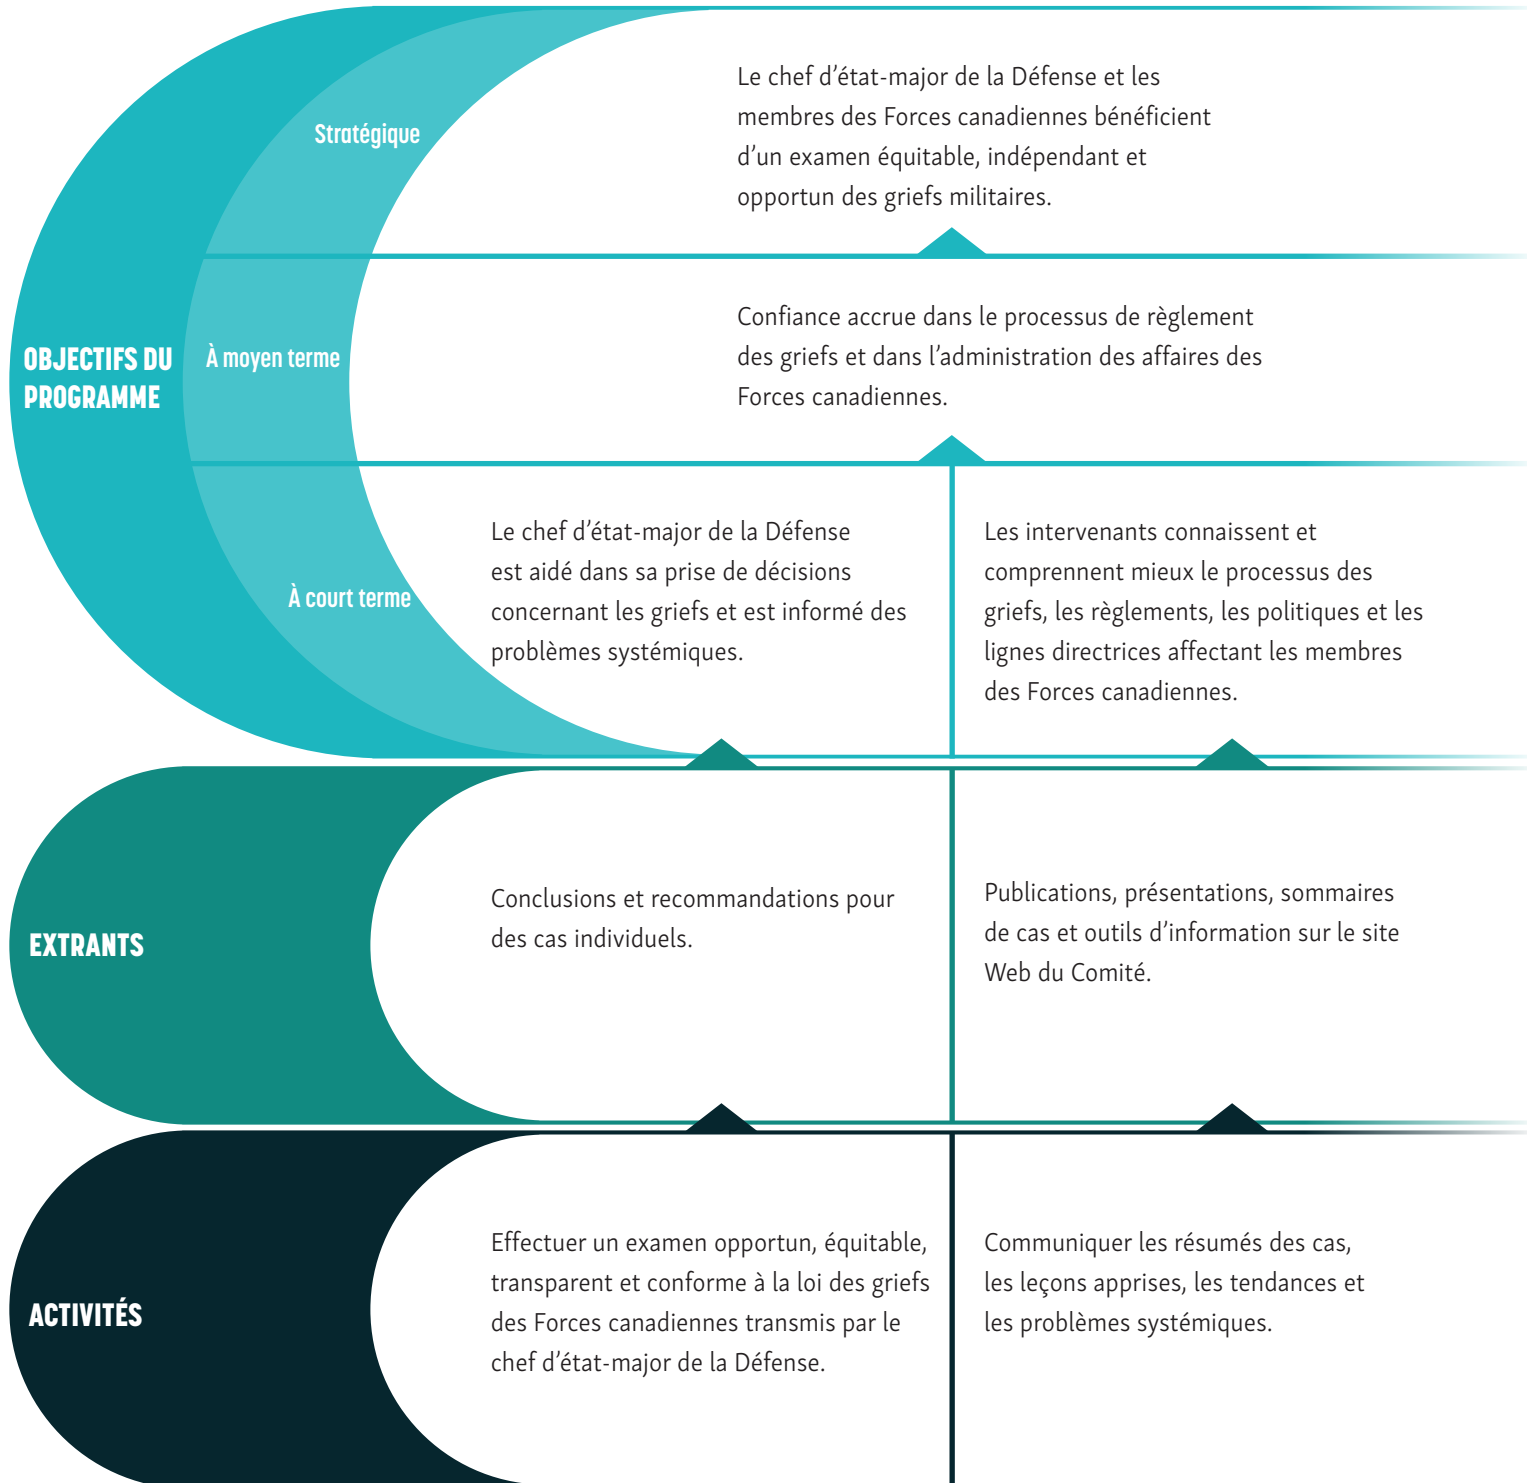 Stratégique
Le chef d’état-major de la Défense et les
membres des Forces canadiennes bénéficient
d’un examen équitable, indépendant et
opportun des griefs militaires.
OBJECTIFS DU
PROGRAMME
À moyen terme
Confiance accrue dans le processus de règlement
des griefs et dans l’administration des affaires des
Forces canadiennes.
À court terme
Le chef d’état-major de la Défense
est aidé dans sa prise de décisions
concernant les griefs et est informé des
problèmes systémiques.
Les intervenants connaissent et
comprennent mieux le processus des
griefs, les règlements, les politiques et les
lignes directrices affectant les membres
des Forces canadiennes.
EXTRANTS
Conclusions et recommandations pour
des cas individuels.
Publications, présentations, sommaires
de cas et outils d’information sur le site
Web du Comité.
ACTIVITÉS
Effectuer un examen opportun, équitable,
transparent et conforme à la loi des griefs
des Forces canadiennes transmis par le
chef d’état-major de la Défense.
Communiquer les résumés des cas,
les leçons apprises, les tendances et
les problèmes systémiques.